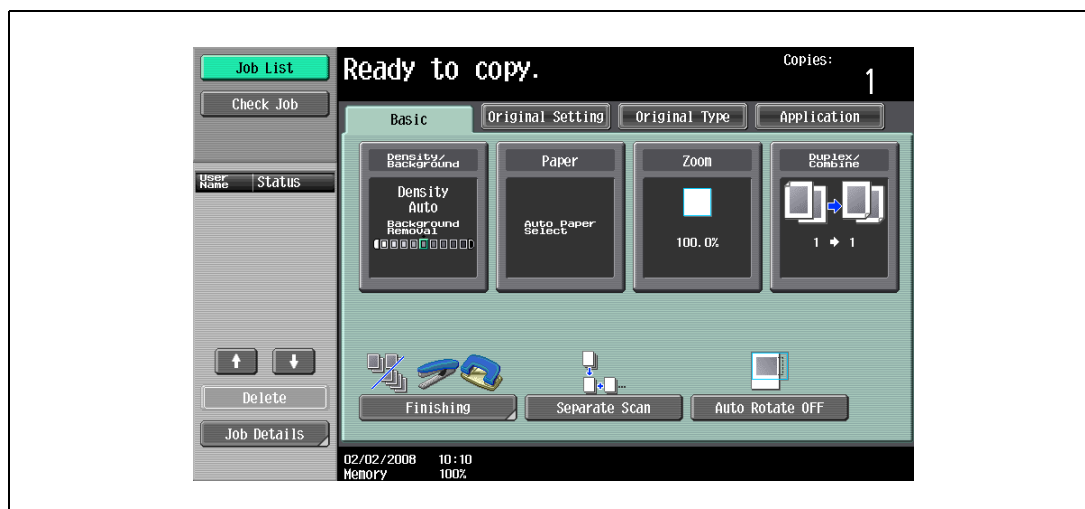 Job List
Check Job
User Name
Status
Delete
Job Details
Ready to copy.
Copies:
1
Basic
Original Setting
Original Type
Application
Density/
Background
Density
Auto
Background
Removal
Paper
Auto Paper
Select
Zoom
100.0%
Duplex/
Combine
1 → 1
Finishing
Separate Scan
Auto Rotate OFF
02/02/2008 10:10
Memory 100%